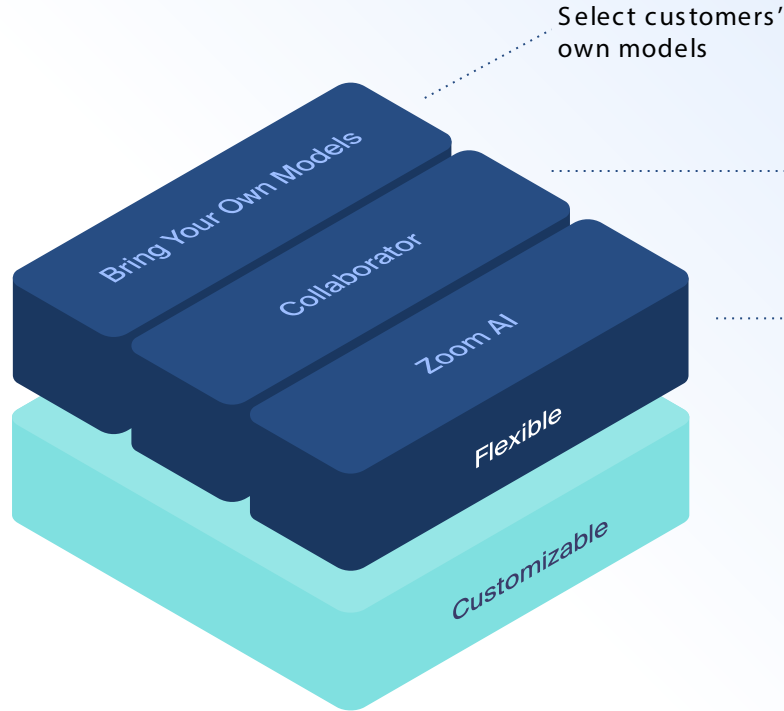 Select customers’
own models
Bring Your Own Models
Collaborator
Zoom AI
Flexible
Customizable